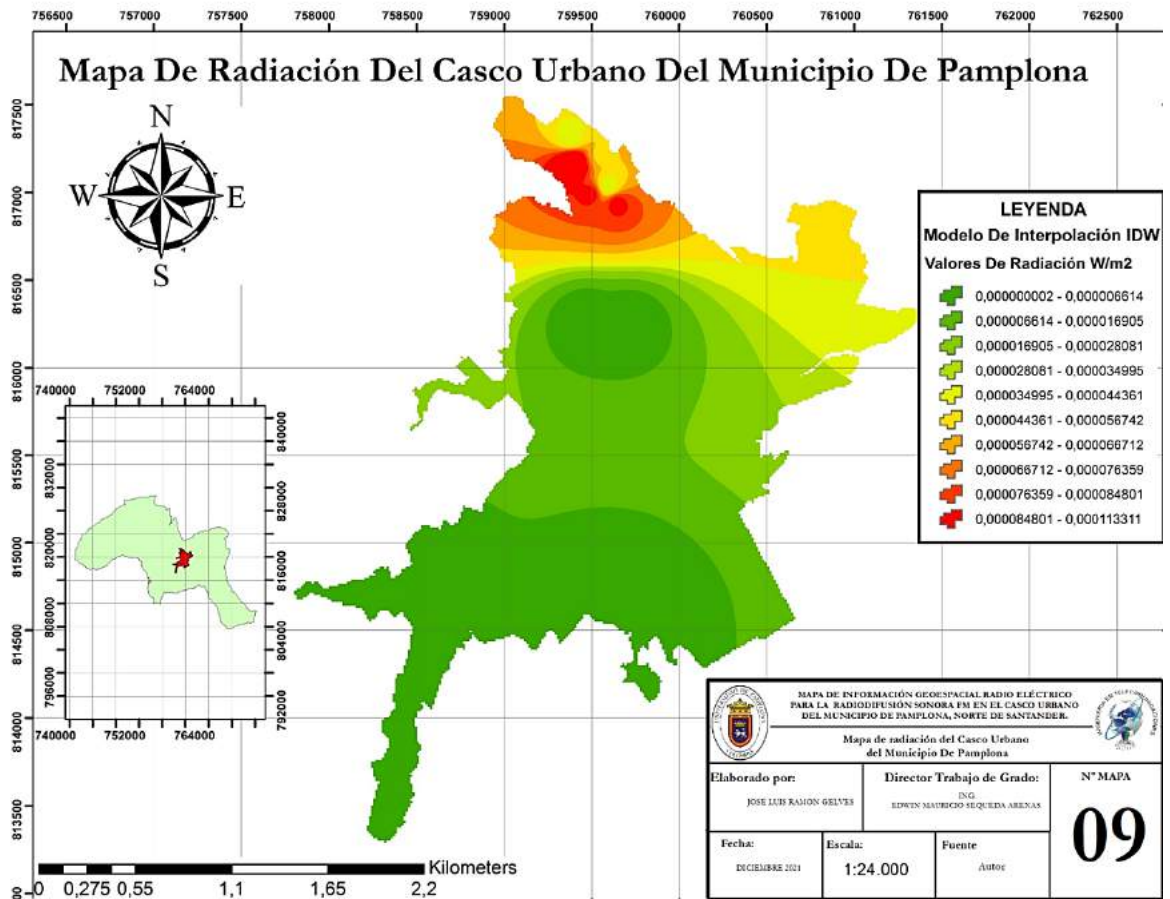 756500 757000 757500 758000 758500 759000 759500 760000 760500 761000 761500 762000 762500
Mapa De Radiación Del Casco Urbano Del Municipio De Pamplona
817500
817000
816500
816000
815500
815000
814500
814000
813500
N
W E
S
LEYENDA
Modelo De Interpolación IDW
Valores De Radiación W/m2
0,000000002 - 0,000006614
0,000006614 - 0,000016905
0,000016905 - 0,000028081
0,000028081 - 0,000034995
0,000034995 - 0,000044361
0,000044361 - 0,000056742
0,000056742 - 0,000066712
0,000066712 - 0,000076359
0,000076359 - 0,000084801
0,000084801 - 0,000113311
740000 752000 764000
832000
820000
808000
796000
840000
828000
816000
804000
792000
740000 752000 764000
Kilometers
0 0,275 0,55 1,1 1,65 2,2
MAPA DE INFORMACIÓN GEOESPACIAL RADIO ELÉCTRICO
PARA LA RADIODIFUSIÓN SONORA FM EN EL CASCO URBANO
DEL MUNICIPIO DE PAMPLONA, NORTE DE SANTANDER.
Mapa de radiación del Casco Urbano
del Municipio De Pamplona
Elaborado por:
JOSE LUIS RAMON GELVES
Director Trabajo de Grado:
ING
EDWIN MAURICIO SEQUEDA ARENAS
N° MAPA
09
Fecha:
DICIEMBRE 2021
Escala:
1:24.000
Fuente
Autor